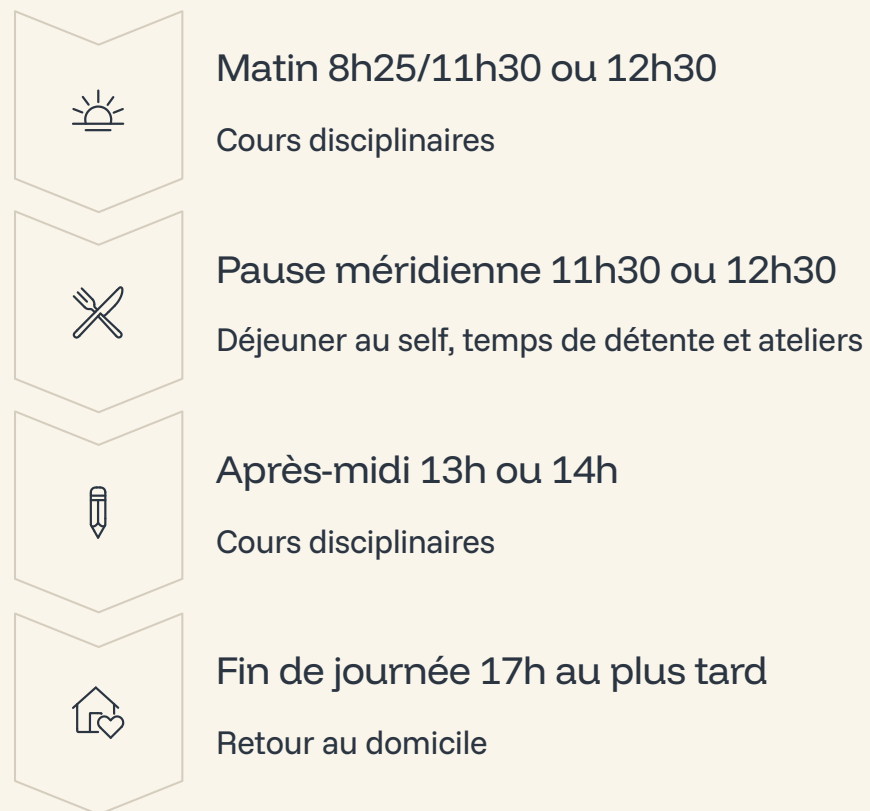 Matin 8h25/11h30 ou 12h30
Cours disciplinaires
Pause méridienne 11h30 ou 12h30
Déjeuner au self, temps de détente et ateliers
Après-midi 13h ou 14h
Cours disciplinaires
Fin de journée 17h au plus tard
Retour au domicile